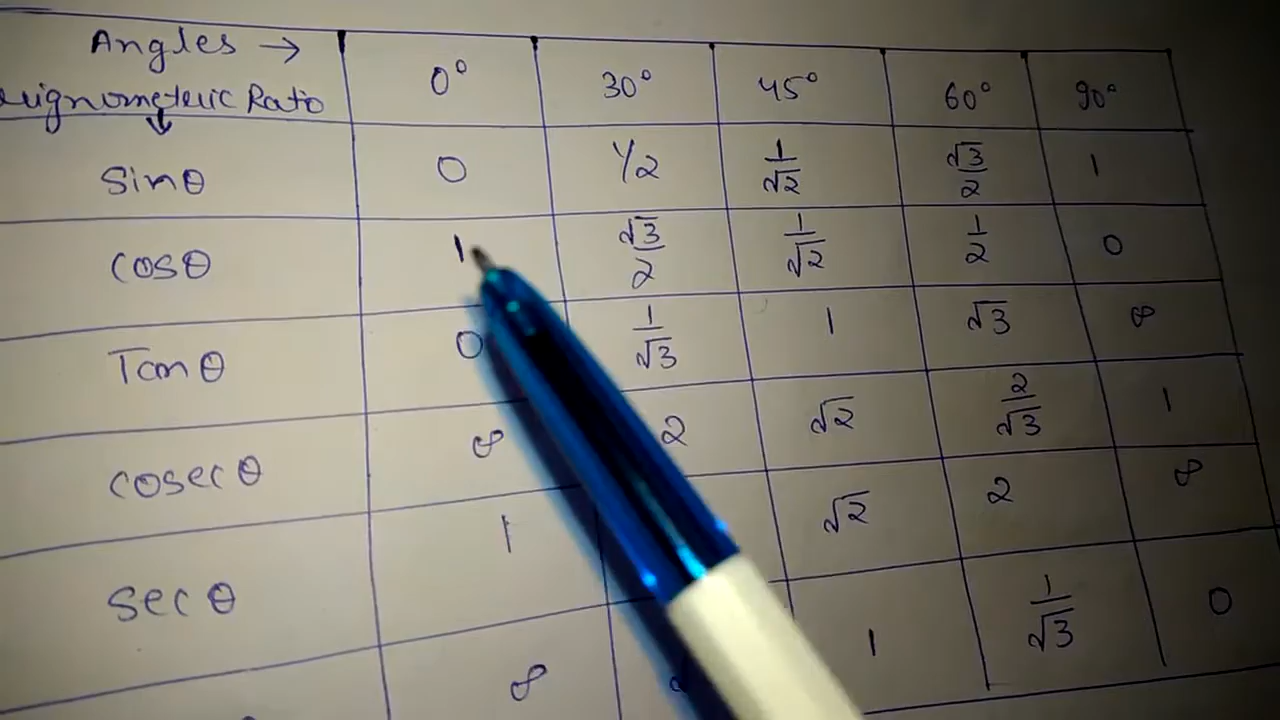 Angles → 0° 30° 45° 60° 90°
Ratio
Sinθ 0 1/2 1/√2 √3/2 1
Cosθ 1 √3/2 1/√2 1/2 0
Tanθ 0 1/√3 1 √3 ∞
Cosecθ ∞ 2 √2 2/√3 1
Secθ 1 √2 2 ∞
∞ 1 1/√3 0